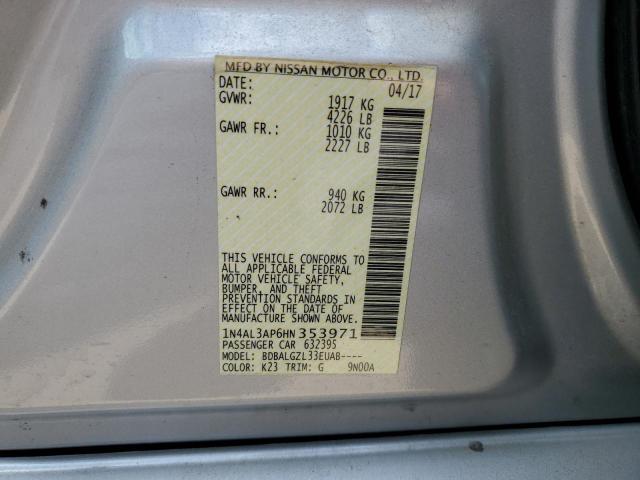 MFD BY NISSAN MOTOR CO., LTD.
DATE: 04/17
GVWR: 1917 KG
4226 LB
GAWR FR.: 1010 KG
2227 LB
GAWR RR.: 940 KG
2072 LB
THIS VEHICLE CONFORMS TO
ALL APPLICABLE FEDERAL
MOTOR VEHICLE SAFETY,
BUMPER, AND THEFT
PREVENTION STANDARDS IN
EFFECT ON THE DATE OF
MANUFACTURE SHOWN ABOVE.
1N4AL3AP6HN353971
PASSENGER CAR 632395
MODEL: BDBALGZL33EUAB----
COLOR: K23 TRIM: G 9N00A